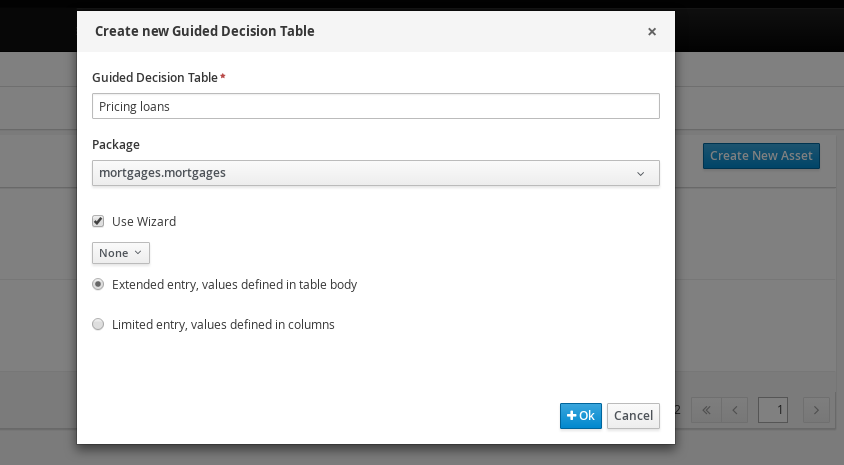 Create new Guided Decision Table ×
Guided Decision Table*
Pricing loans
Package
mortgages.mortgages
Create New Asset
Use Wizard
None
Extended entry, values defined in table body
Limited entry, values defined in columns
2 « ‹ 1 ›
+ Ok Cancel